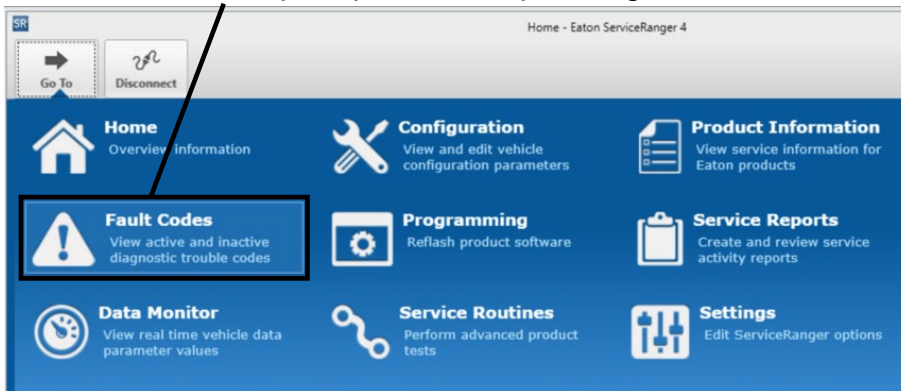 SR
Home - Eaton ServiceRanger 4
Go To
Disconnect
Home
Overview information
Configuration
View and edit vehicle
configuration parameters
Product Information
View service information for
Eaton products
Fault Codes
View active and inactive
diagnostic trouble codes
Programming
Reflash product software
Service Reports
Create and review service
activity reports
Data Monitor
View real time vehicle data
parameter values
Service Routines
Perform advanced product
tests
Settings
Edit ServiceRanger options